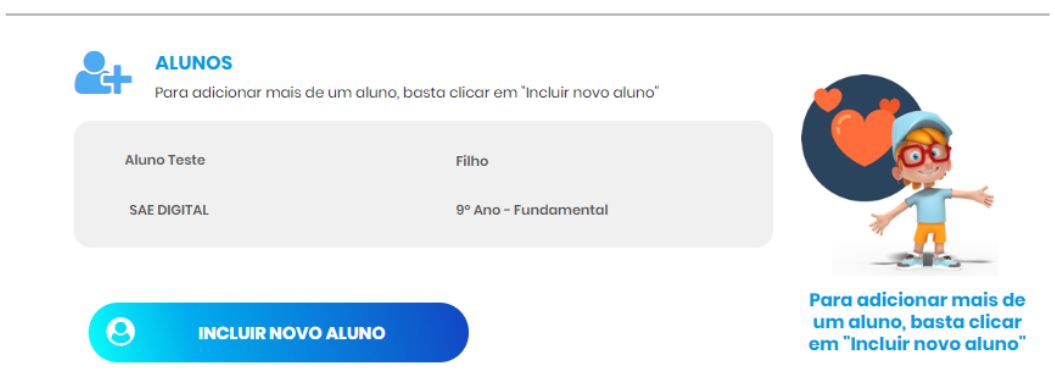 ALUNOS
Para adicionar mais de um aluno, basta clicar em "Incluir novo aluno"
Aluno Teste
Filho
SAE DIGITAL
9º Ano - Fundamental
INCLUIR NOVO ALUNO
Para adicionar mais de
um aluno, basta clicar
em "Incluir novo aluno"